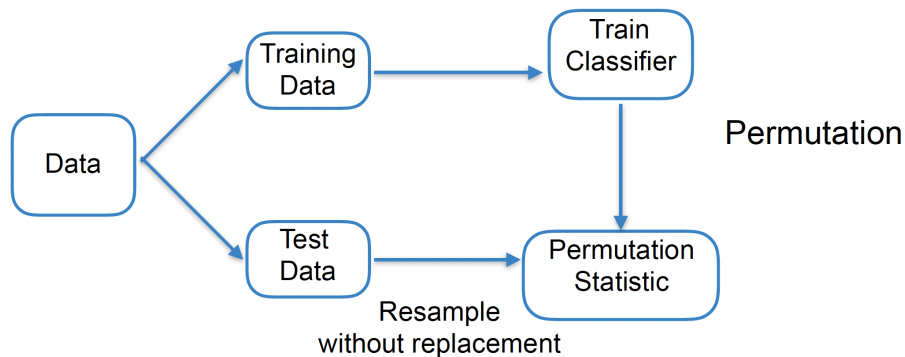 Data
Training
Data
Train
Classifier
Permutation
Test
Data
Permutation
Statistic
Resample
without replacement